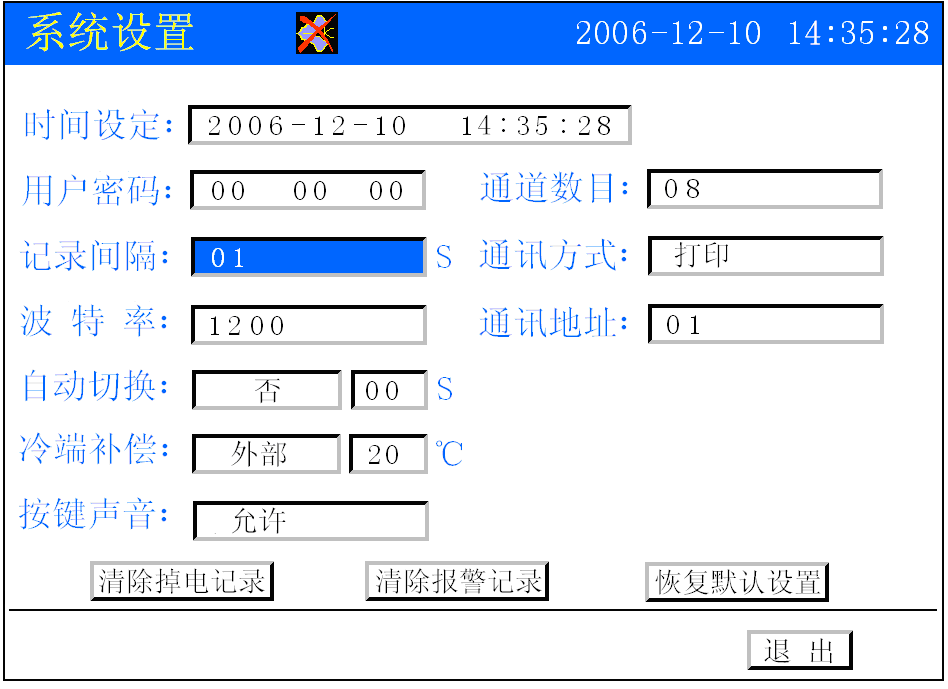 系统设置 2006-12-10 14:35:28
时间设定: 2006-12-10 14:35:28
用户密码: 00 00 00 通道数目: 08
记录间隔: 01 S 通讯方式: 打印
波特率: 1200 通讯地址: 01
自动切换: 否 00 S
冷端补偿: 外部 20 ℃
按键声音: 允许
清除掉电记录 清除报警记录 恢复默认设置
退出